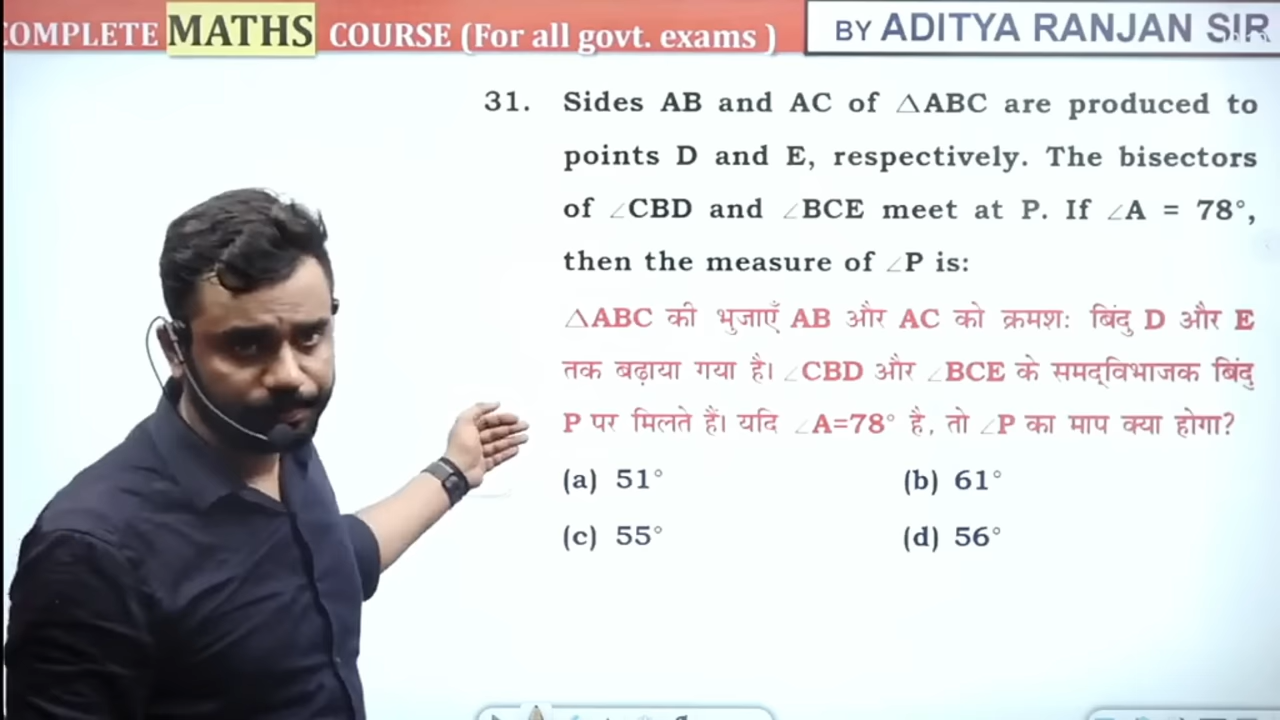 COMPLETE MATHS COURSE (For all govt. exams )
BY ADITYA RANJAN SIR
31. Sides AB and AC of △ABC are produced to
points D and E, respectively. The bisectors
of ∠CBD and ∠BCE meet at P. If ∠A = 78°,
then the measure of ∠P is:
△ABC की भुजाएँ AB और AC को क्रमशः बिंदु D और E
तक बढ़ाया गया है। ∠CBD और ∠BCE के समद्विभाजक बिंदु
P पर मिलते हैं। यदि ∠A=78° है, तो ∠P का माप क्या होगा?
(a) 51° (b) 61°
(c) 55° (d) 56°